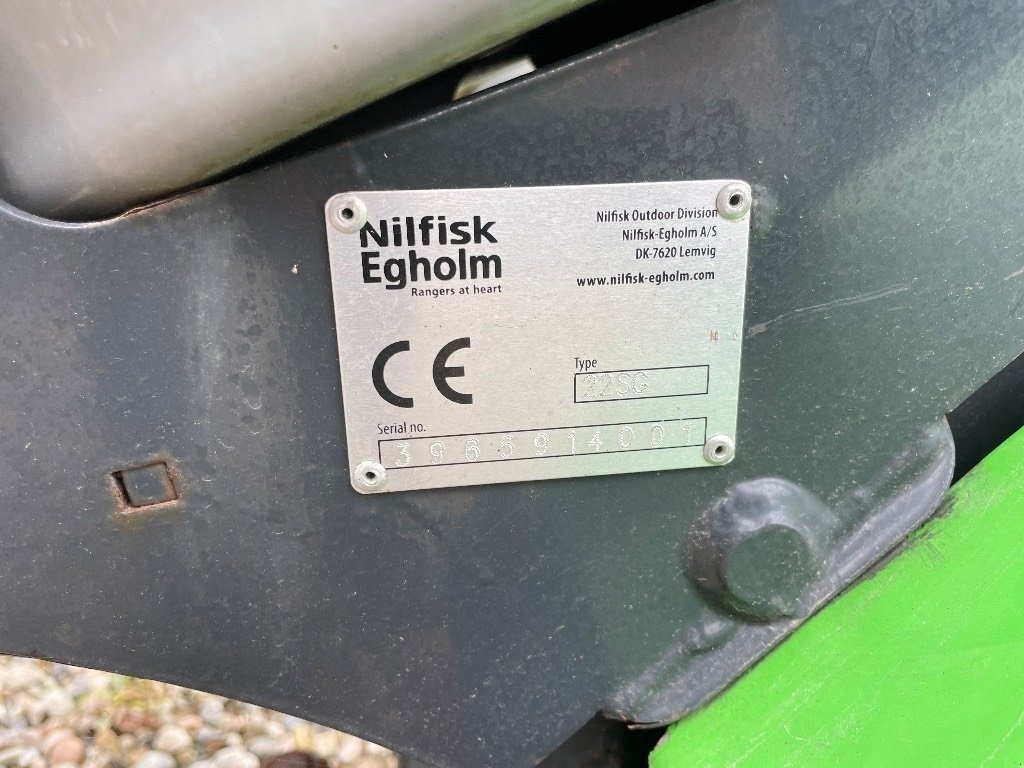 Nilfisk
Egholm
Rangers at heart
Nilfisk Outdoor Division
Nilfisk-Egholm A/S
DK-7620 Lemvig
www.nilfisk-egholm.com
CE
Type
22SG
Serial no.
3966914001